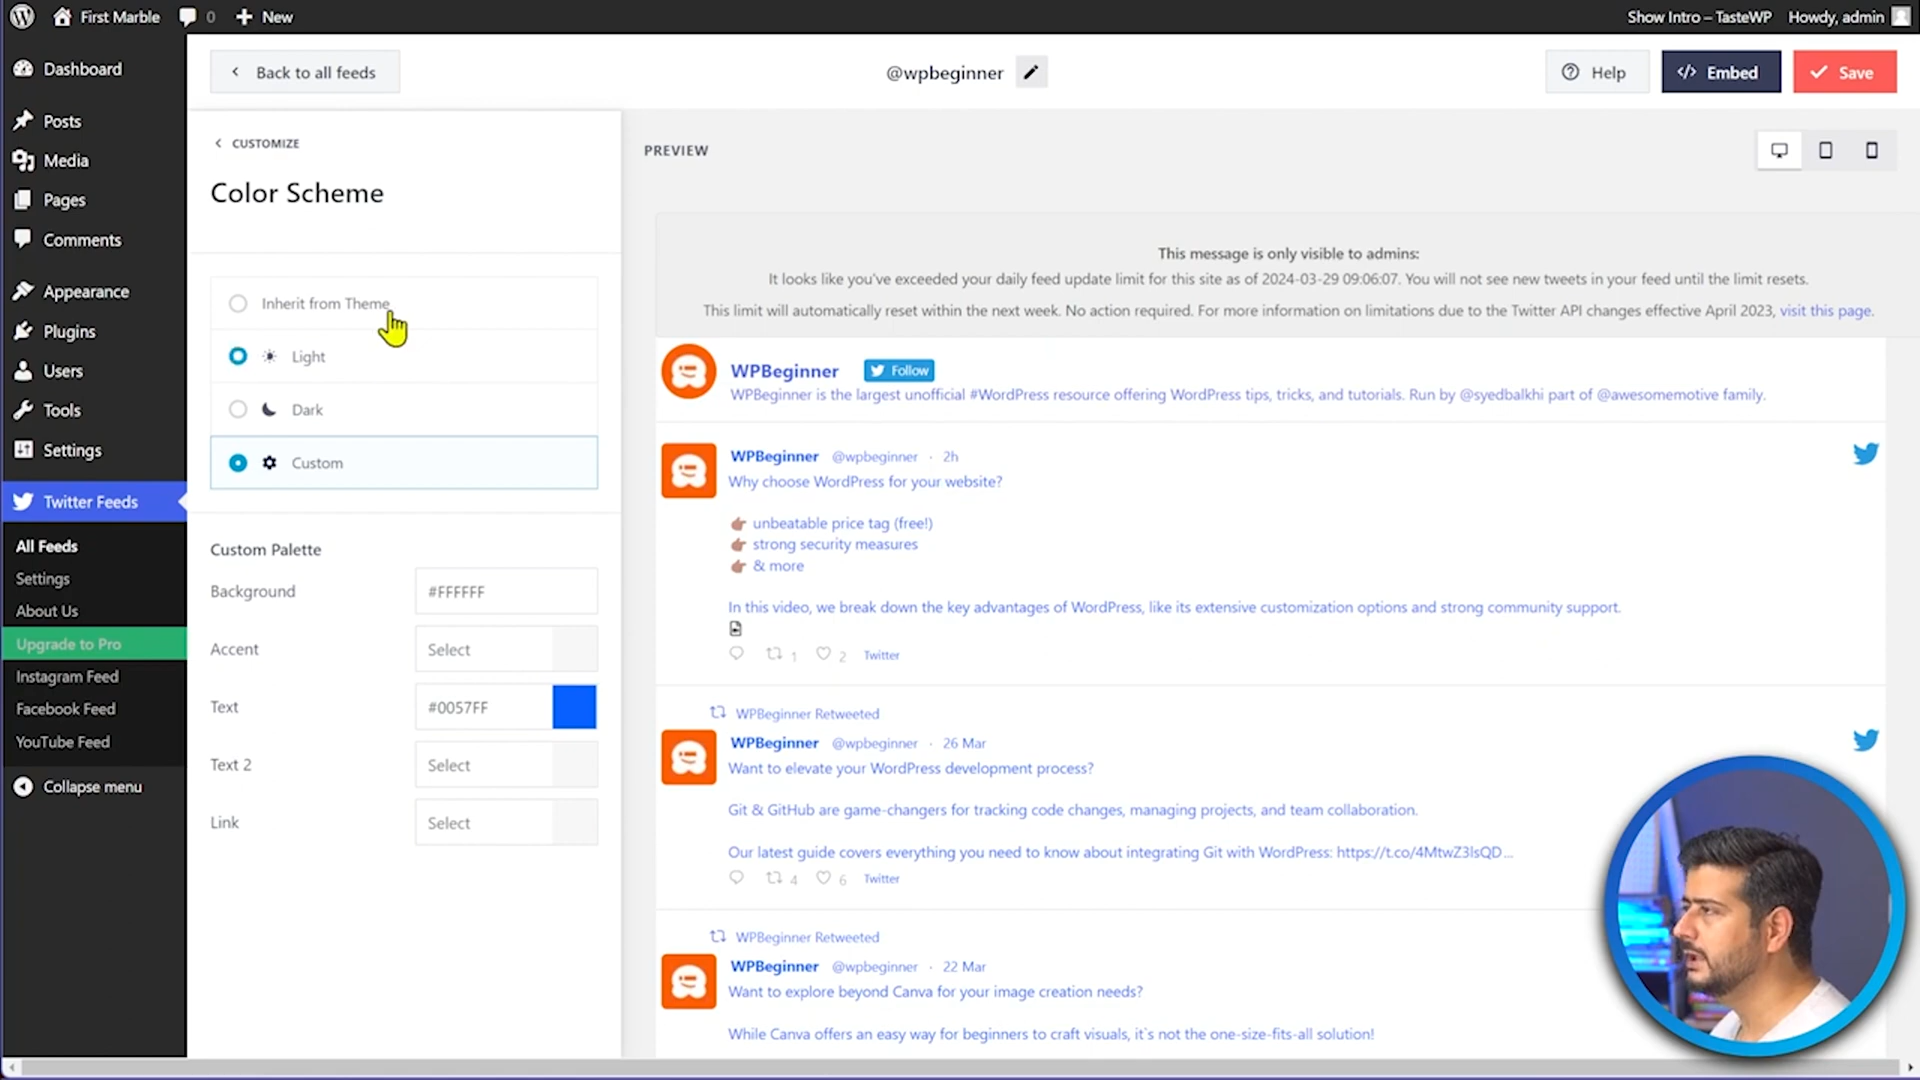 First Marble
0
New
Show Intro – TasteWP
Howdy, admin
Dashboard
Posts
Media
Pages
Comments
Appearance
Plugins
Users
Tools
Settings
Twitter Feeds
All Feeds
Settings
About Us
Upgrade to Pro
Instagram Feed
Facebook Feed
YouTube Feed
Collapse menu
Back to all feeds
@wpbeginner
Help
Embed
Save
CUSTOMIZE
Color Scheme
Inherit from Theme
Light
Dark
Custom
Custom Palette
Background #FFFFFF
Accent Select
Text #0057FF
Text 2 Select
Link Select
PREVIEW
This message is only visible to admins:
It looks like you've exceeded your daily feed update limit for this site as of 2024-03-29 09:06:07. You will not see new tweets in your feed until the limit resets.
This limit will automatically reset within the next week. No action required. For more information on limitations due to the Twitter API changes effective April 2023, visit this page.
WPBeginner Follow
WPBeginner is the largest unofficial #WordPress resource offering WordPress tips, tricks, and tutorials. Run by @syedbalkhi part of @awesomemotive family.
WPBeginner @wpbeginner · 2h
Why choose WordPress for your website?
👉🏽 unbeatable price tag (free!)
👉🏽 strong security measures
👉🏽 & more
In this video, we break down the key advantages of WordPress, like its extensive customization options and strong community support.
1 2 Twitter
WPBeginner Retweeted
WPBeginner @wpbeginner · 26 Mar
Want to elevate your WordPress development process?
Git & GitHub are game-changers for tracking code changes, managing projects, and team collaboration.
Our latest guide covers everything you need to know about integrating Git with WordPress: https://t.co/4MtwZ3lsQD...
4 6 Twitter
WPBeginner Retweeted
WPBeginner @wpbeginner · 22 Mar
Want to explore beyond Canva for your image creation needs?
While Canva offers an easy way for beginners to craft visuals, it`s not the one-size-fits-all solution!